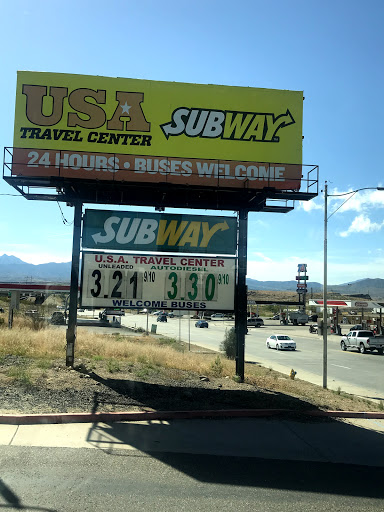 USA
TRAVEL CENTER
SUBWAY
24 HOURS • BUSES WELCOME
SUBWAY
U.S.A. TRAVEL CENTER
UNLEADED AUTODIESEL
3.21 9/10 3.30 9/10
WELCOME BUSES